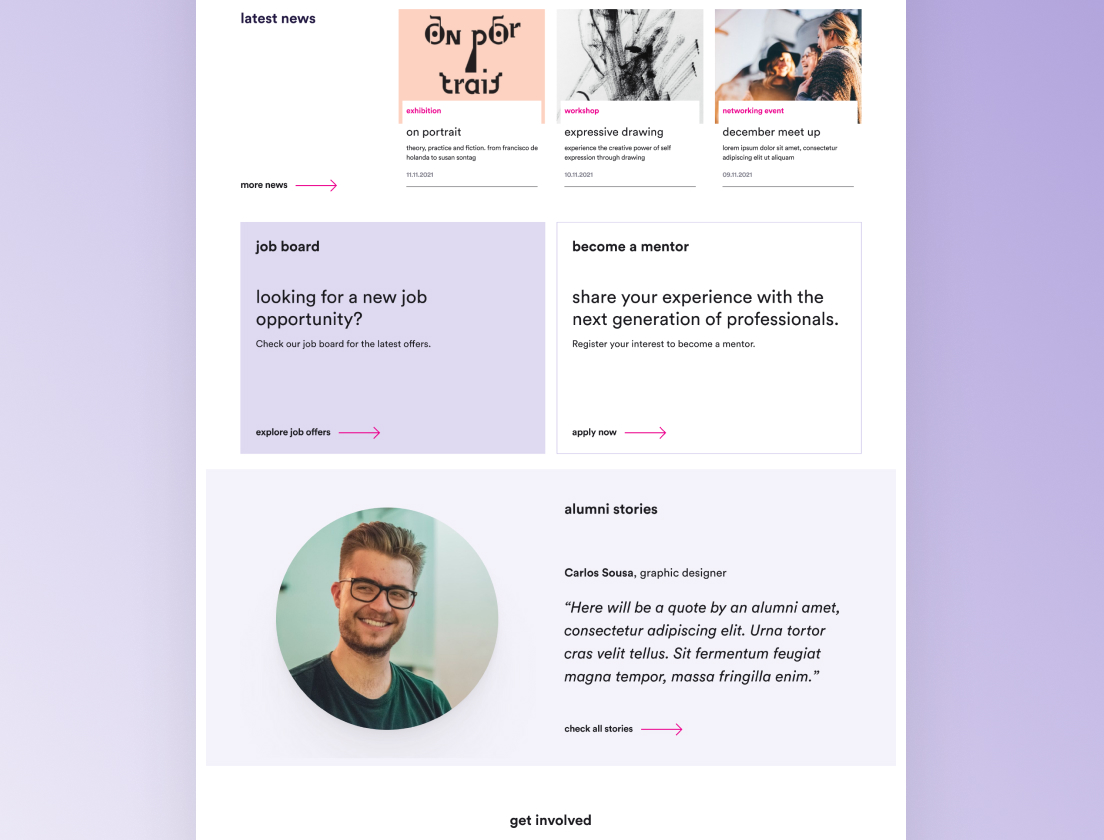 latest news
ōn pōr
trait
exhibition
on portrait
theory, practice and fiction. from francisco de
holanda to susan sontag
11.11.2021
workshop
expressive drawing
experience the creative power of self
expression through drawing
10.11.2021
networking event
december meet up
lorem ipsum dolor sit amet, consectetur
adipiscing elit ut aliquam
09.11.2021
more news
job board
looking for a new job
opportunity?
Check our job board for the latest offers.
explore job offers
become a mentor
share your experience with the
next generation of professionals.
Register your interest to become a mentor.
apply now
alumni stories
Carlos Sousa, graphic designer
“Here will be a quote by an alumni amet,
consectetur adipiscing elit. Urna tortor
cras velit tellus. Sit fermentum feugiat
magna tempor, massa fringilla enim.”
check all stories
get involved